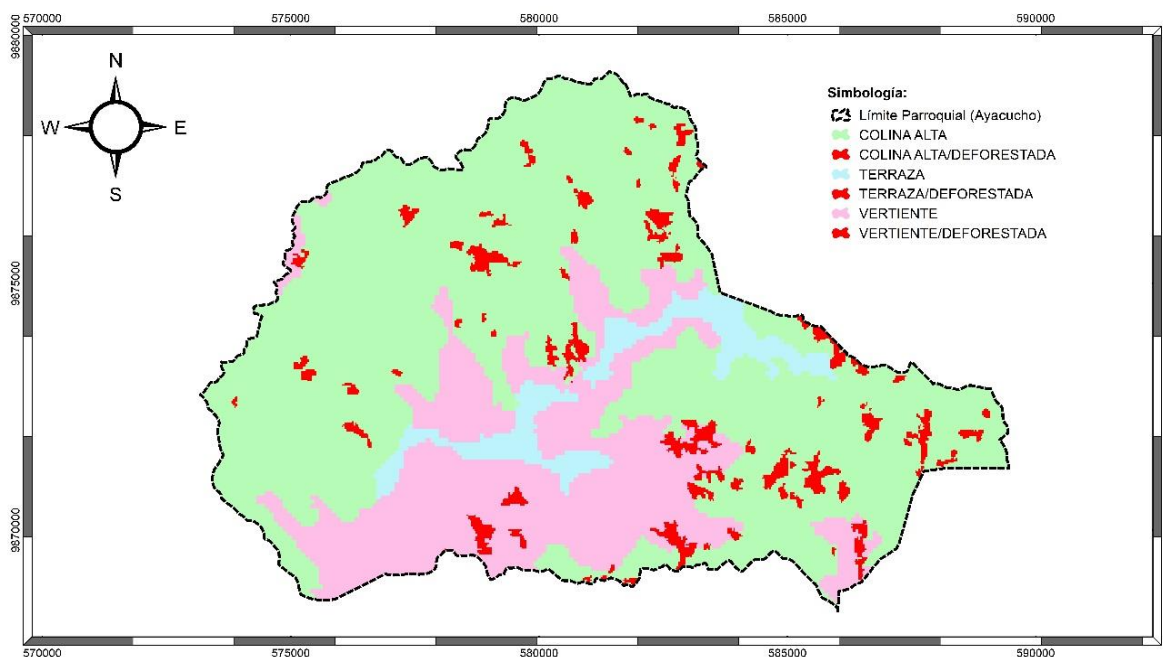 570000 575000 580000 585000 590000
9880000
N
W E
S
9875000
9870000
Simbología:
Límite Parroquial (Ayacucho)
COLINA ALTA
COLINA ALTA/DEFORESTADA
TERRAZA
TERRAZA/DEFORESTADA
VERTIENTE
VERTIENTE/DEFORESTADA
570000 575000 580000 585000 590000